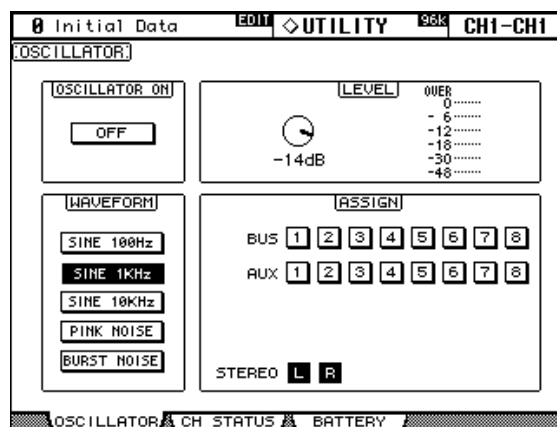 0 Initial Data EDIT ◇UTILITY 96K CH1-CH1
OSCILLATOR
OSCILLATOR ON
OFF
LEVEL
-14dB
OVER
0
- 6
-12
-18
-30
-48
WAVEFORM
SINE 100Hz
SINE 1KHz
SINE 10KHz
PINK NOISE
BURST NOISE
ASSIGN
BUS 1 2 3 4 5 6 7 8
AUX 1 2 3 4 5 6 7 8
STEREO L R
OSCILLATOR CH STATUS BATTERY